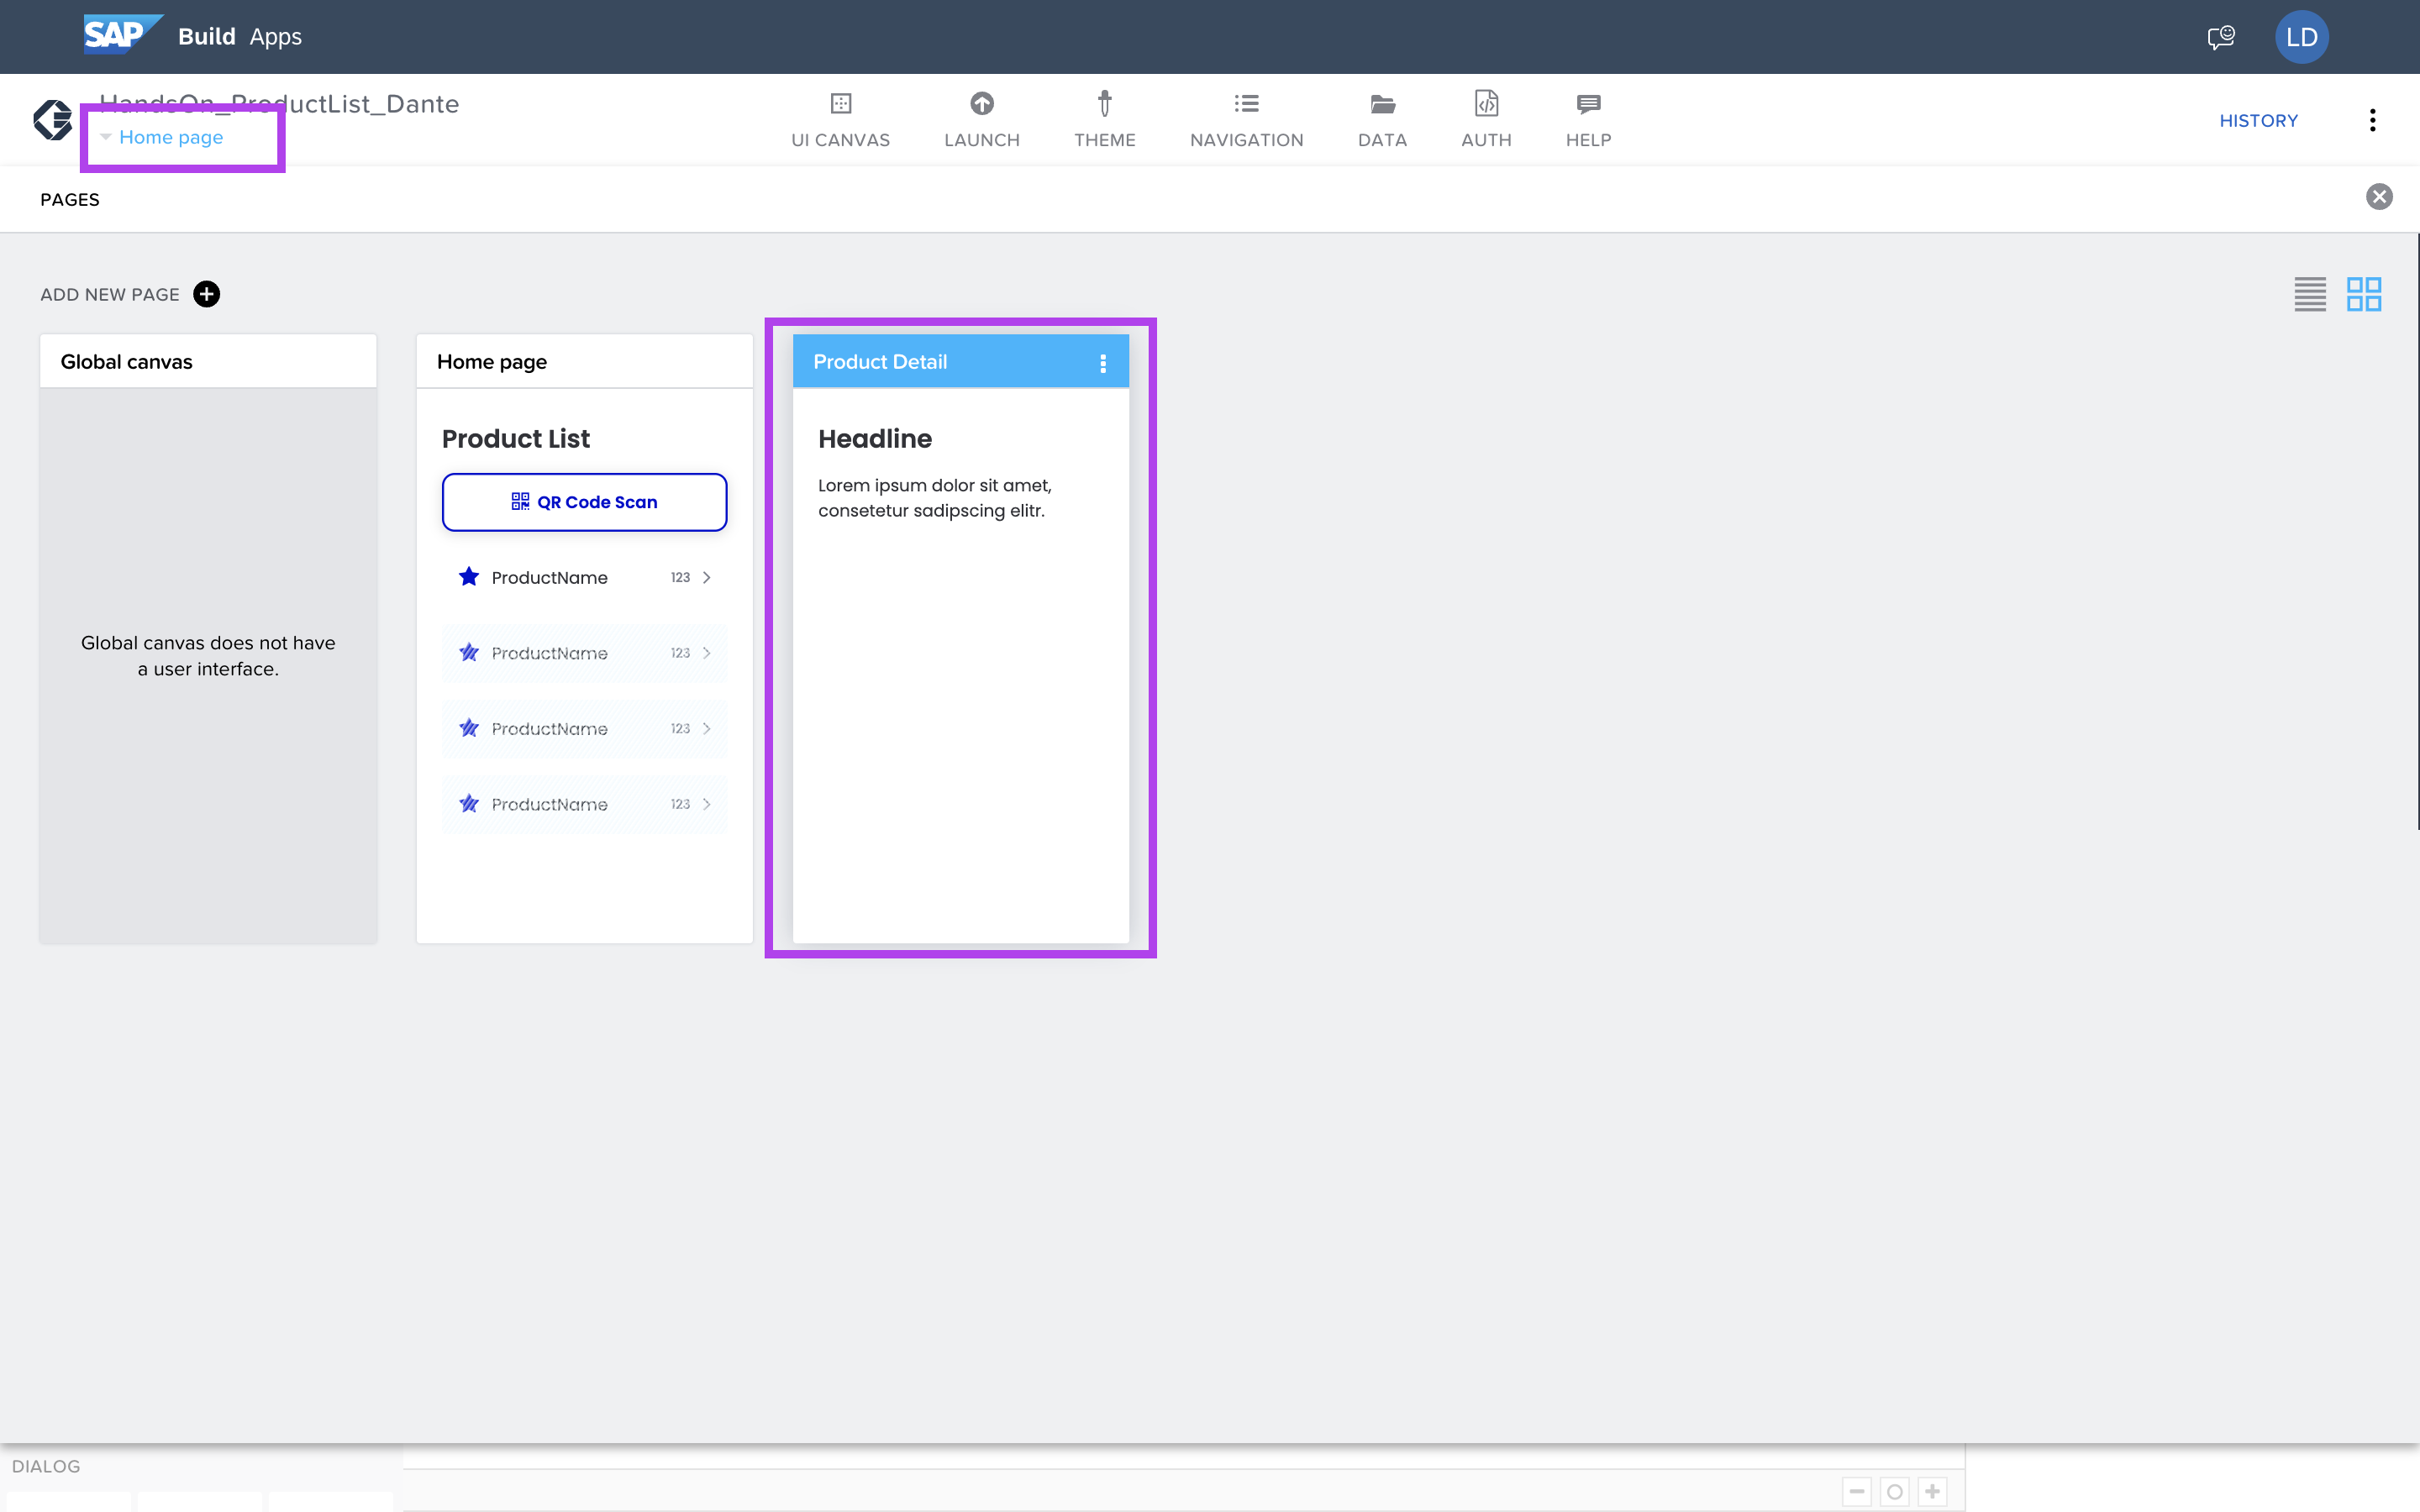 SAP Build Apps
LD
HandsOn_ProductList_Dante
Home page
UI CANVAS
LAUNCH
THEME
NAVIGATION
DATA
AUTH
HELP
HISTORY
PAGES
ADD NEW PAGE
Global canvas
Global canvas does not have
a user interface.
Home page
Product List
QR Code Scan
ProductName 123
ProductName 123
ProductName 123
ProductName 123
Product Detail
Headline
Lorem ipsum dolor sit amet,
consetetur sadipscing elitr.
DIALOG